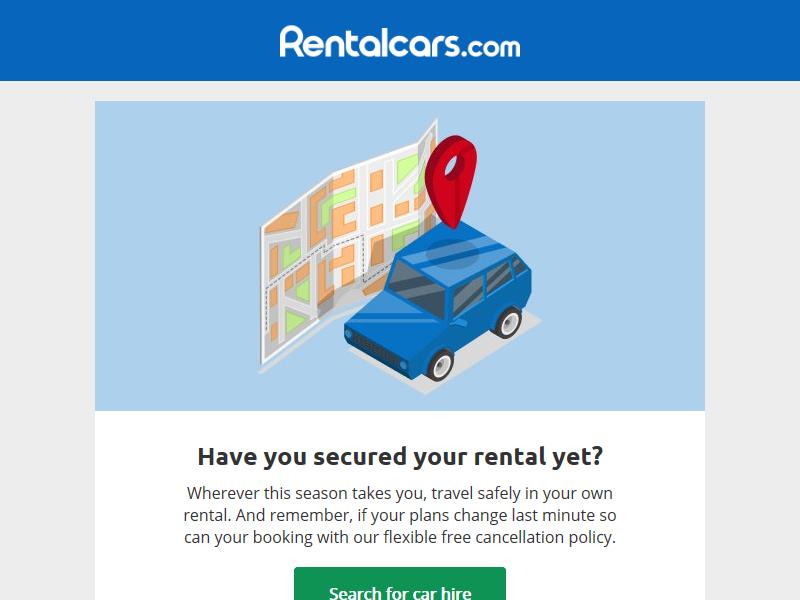 Rentalcars.com
Have you secured your rental yet?
Wherever this season takes you, travel safely in your own
rental. And remember, if your plans change last minute so
can your booking with our flexible free cancellation policy.
Search for car hire